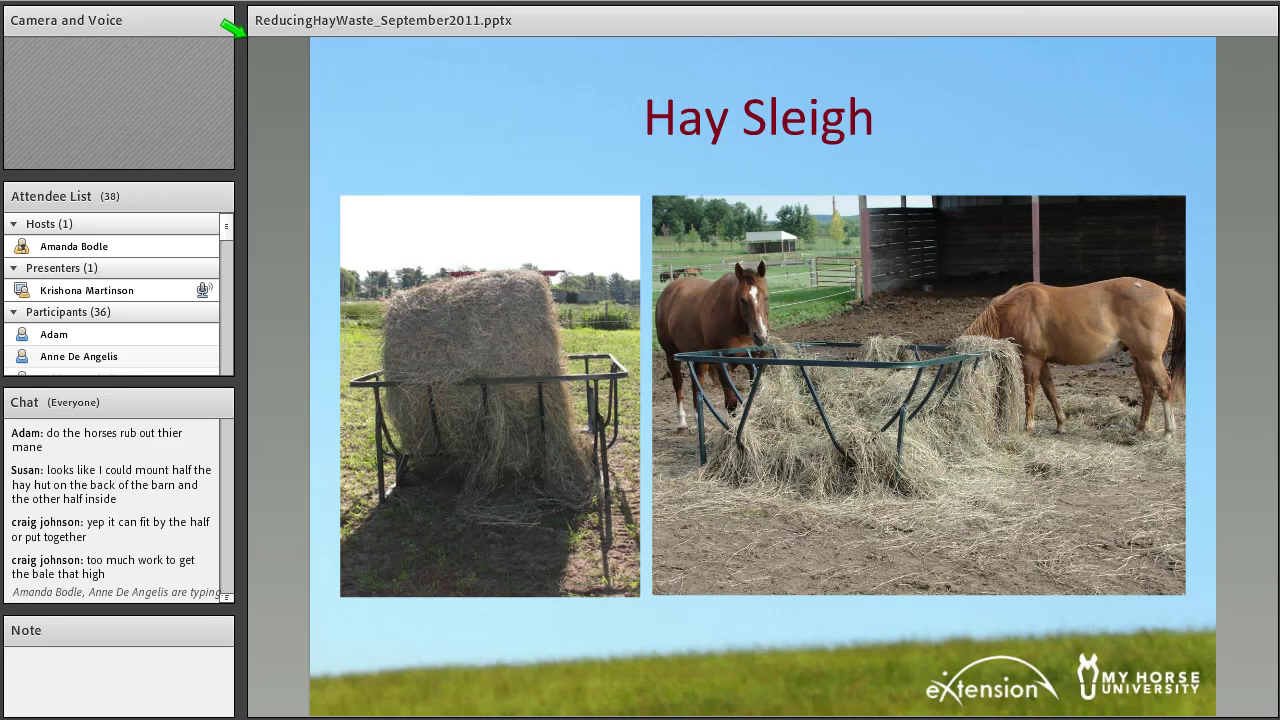 Camera and Voice
ReducingHayWaste_September2011.pptx
Hay Sleigh
Attendee List (38)
Hosts (1)
Amanda Bodle
Presenters (1)
Krishona Martinson
Participants (36)
Adam
Anne De Angelis
Chat (Everyone)
Adam: do the horses rub out thier
mane
Susan: looks like I could mount half the
hay hut on the back of the barn and
the other half inside
craig johnson: yep it can fit by the half
or put together
craig johnson: too much work to get
the bale that high
Amanda Bodle, Anne De Angelis are typing
Note
eXtension
MY HORSE
UNIVERSITY